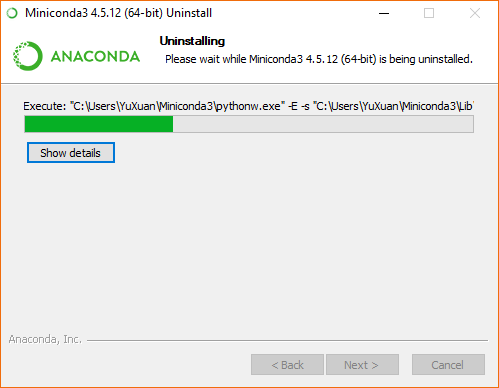 Miniconda3 4.5.12 (64-bit) Uninstall
ANACONDA
Uninstalling
Please wait while Miniconda3 4.5.12 (64-bit) is being uninstalled.
Execute: "C:\Users\YuXuan\Miniconda3\pythonw.exe" -E -s "C:\Users\YuXuan\Miniconda3\Lib\
Show details
Anaconda, Inc.
< Back
Next >
Cancel